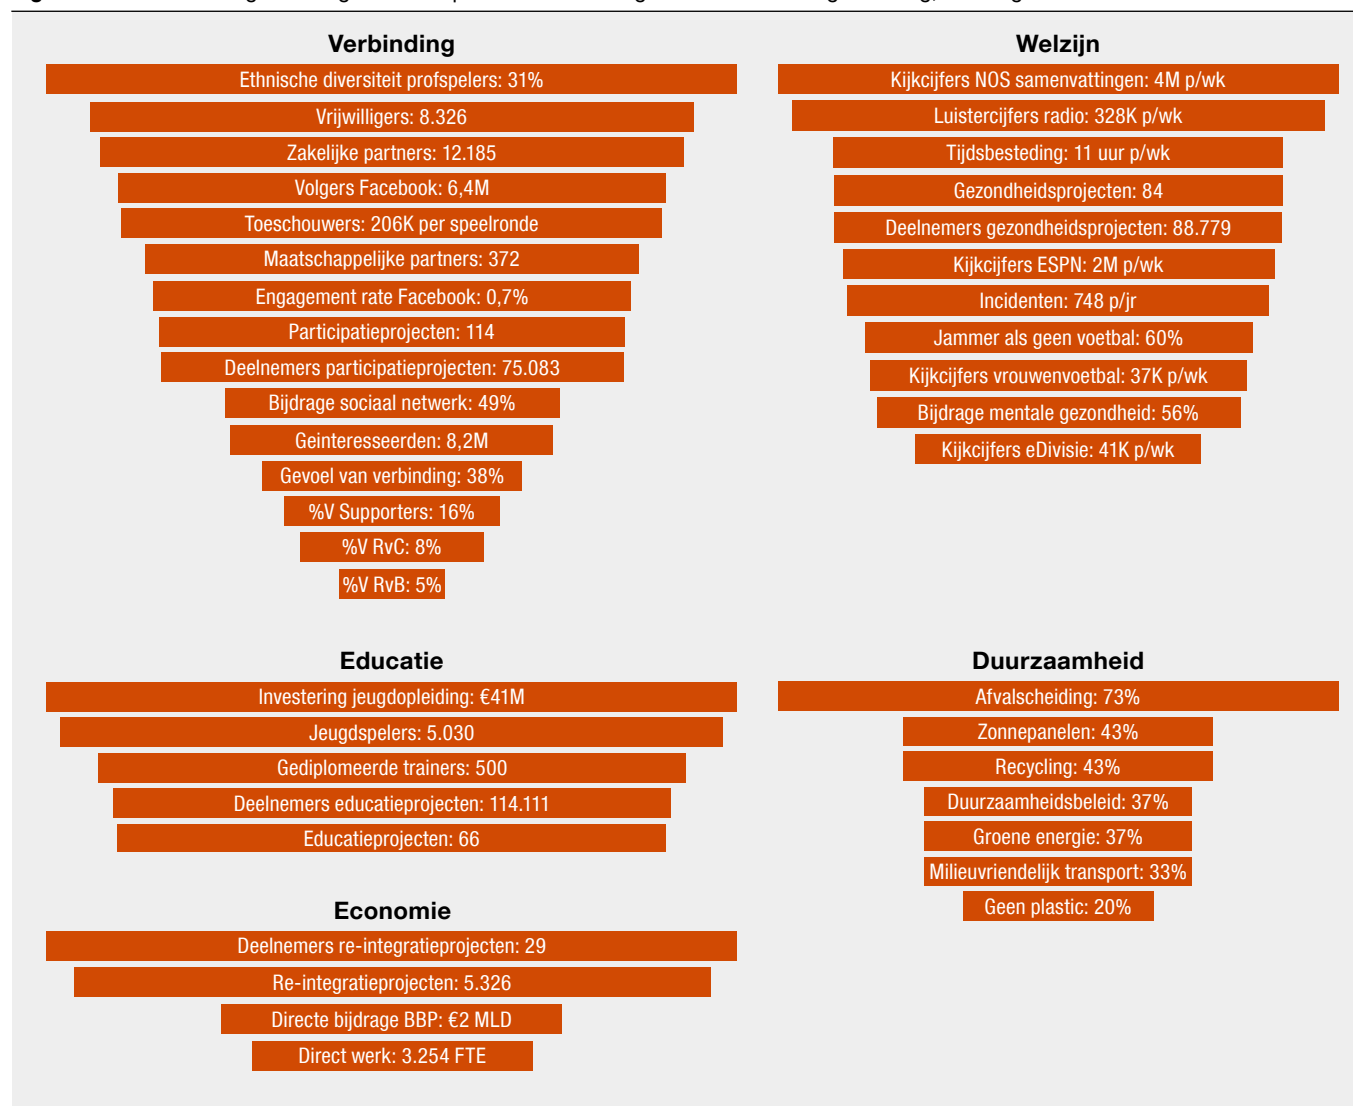 Verbinding
Ethnische diversiteit profspelers: 31%
Vrijwilligers: 8.326
Zakelijke partners: 12.185
Volgers Facebook: 6,4M
Toeschouwers: 206K per speelronde
Maatschappelijke partners: 372
Engagement rate Facebook: 0,7%
Participatieprojecten: 114
Deelnemers participatieprojecten: 75.083
Bijdrage sociaal netwerk: 49%
Geinteresseerden: 8,2M
Gevoel van verbinding: 38%
%V Supporters: 16%
%V RvC: 8%
%V RvB: 5%
Welzijn
Kijkcijfers NOS samenvattingen: 4M p/wk
Luistercijfers radio: 328K p/wk
Tijdsbesteding: 11 uur p/wk
Gezondheidsprojecten: 84
Deelnemers gezondheidsprojecten: 88.779
Kijkcijfers ESPN: 2M p/wk
Incidenten: 748 p/jr
Jammer als geen voetbal: 60%
Kijkcijfers vrouwenvoetbal: 37K p/wk
Bijdrage mentale gezondheid: 56%
Kijkcijfers eDivisie: 41K p/wk
Educatie
Investering jeugdopleiding: €41M
Jeugdspelers: 5.030
Gediplomeerde trainers: 500
Deelnemers educatieprojecten: 114.111
Educatieprojecten: 66
Duurzaamheid
Afvalscheiding: 73%
Zonnepanelen: 43%
Recycling: 43%
Duurzaamheidsbeleid: 37%
Groene energie: 37%
Milieuvriendelijk transport: 33%
Geen plastic: 20%
Economie
Deelnemers re-integratieprojecten: 29
Re-integratieprojecten: 5.326
Directe bijdrage BBP: €2 MLD
Direct werk: 3.254 FTE